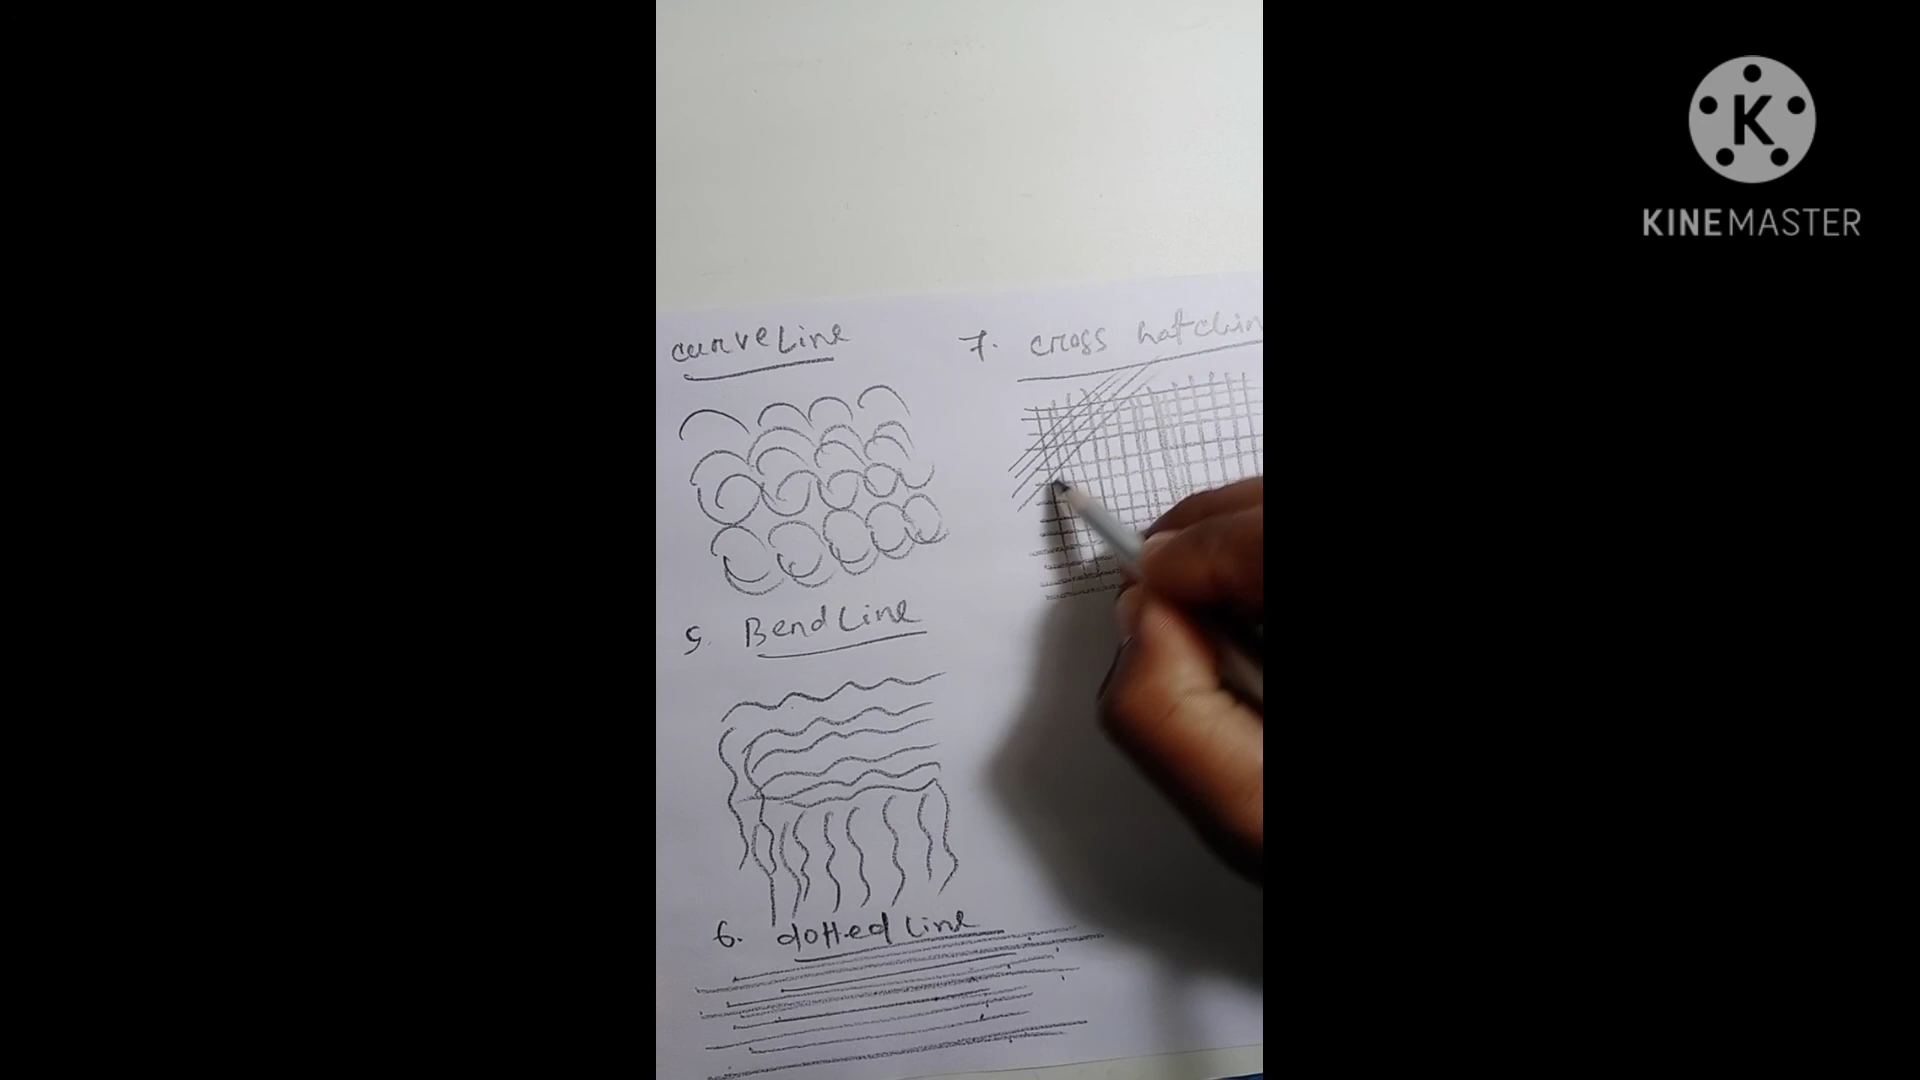 curve Line
5. Bend Line
6. dotted Line
7. cross hatchin
K
KINEMASTER